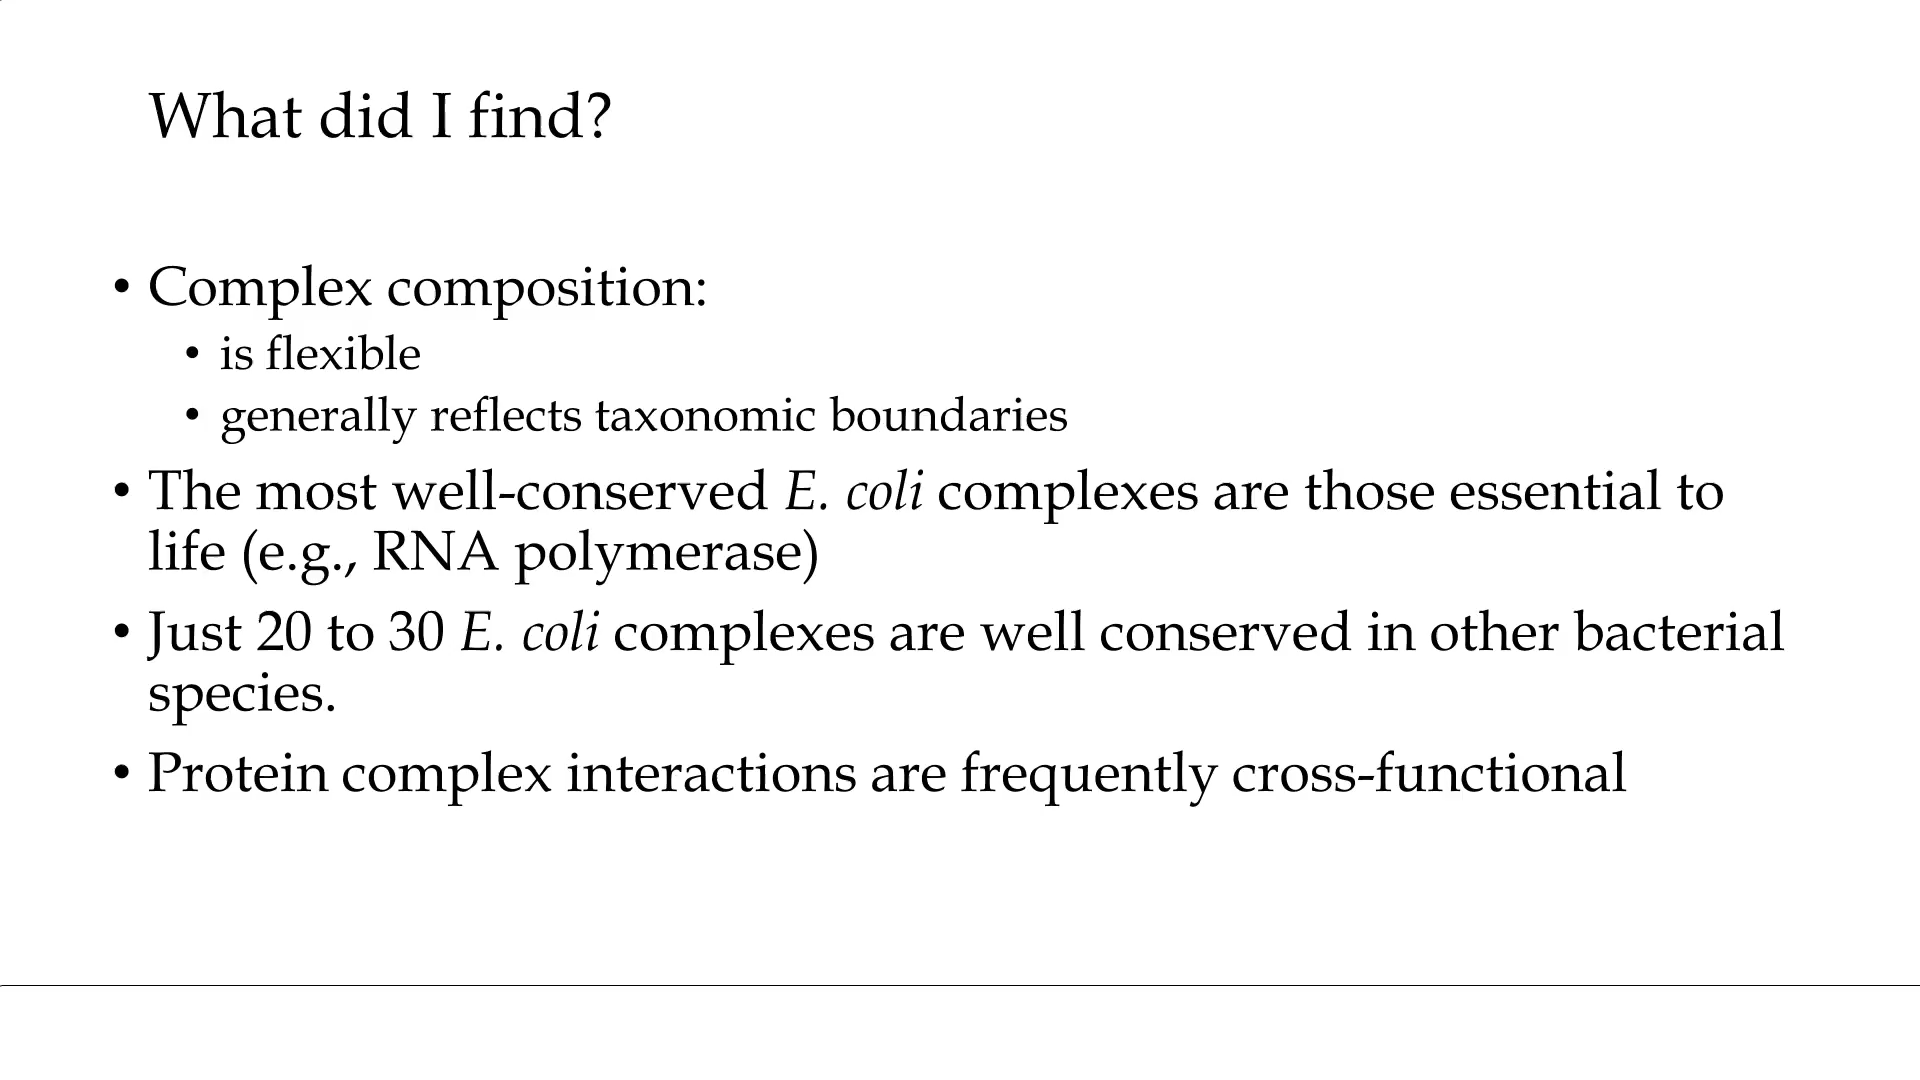 What did I find?
• Complex composition:
• is flexible
• generally reflects taxonomic boundaries
• The most well-conserved E. coli complexes are those essential to
life (e.g., RNA polymerase)
• Just 20 to 30 E. coli complexes are well conserved in other bacterial
species.
• Protein complex interactions are frequently cross-functional